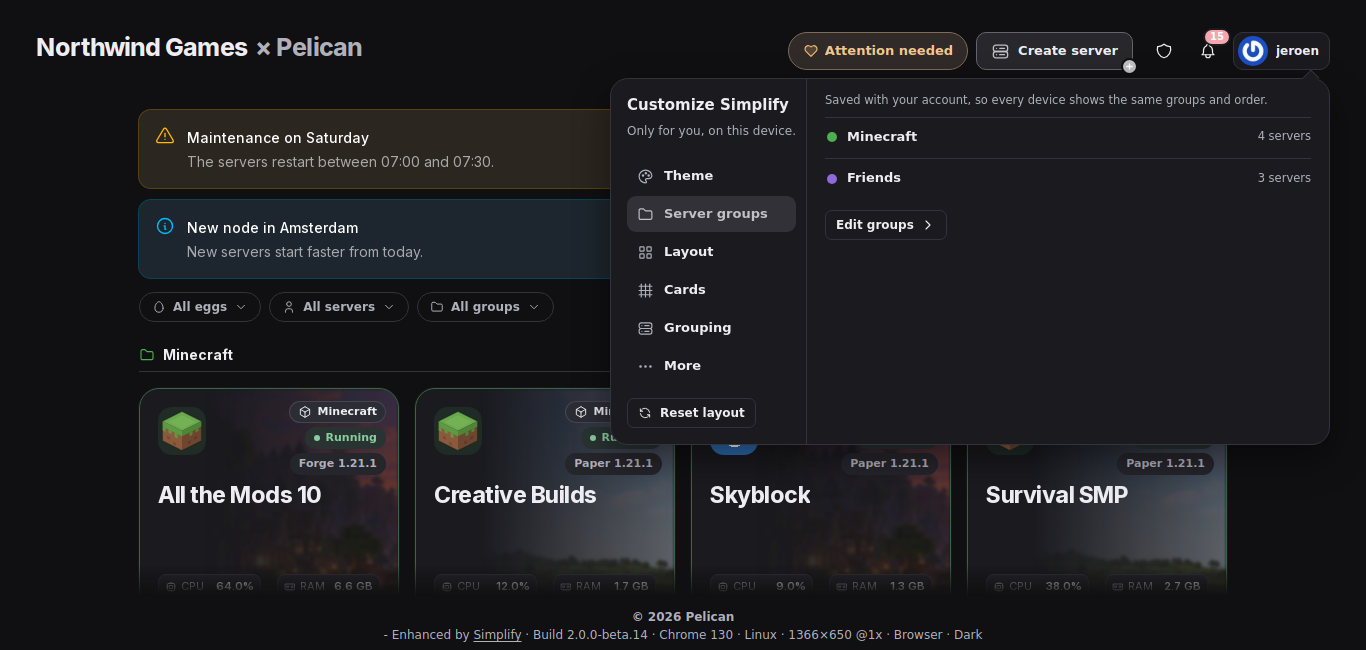 Northwind Games × Pelican
Attention needed
Create server
15
jeroen
Maintenance on Saturday
The servers restart between 07:00 and 07:30.
New node in Amsterdam
New servers start faster from today.
All eggs
All servers
All groups
Customize Simplify
Only for you, on this device.
Theme
Server groups
Layout
Cards
Grouping
More
Reset layout
Saved with your account, so every device shows the same groups and order.
Minecraft 4 servers
Friends 3 servers
Edit groups
Minecraft
Minecraft
Running
Forge 1.21.1
All the Mods 10
CPU 64.0% RAM 6.6 GB
Paper 1.21.1
Creative Builds
CPU 12.0% RAM 1.7 GB
Paper 1.21.1
Skyblock
CPU 9.0% RAM 1.3 GB
Paper 1.21.1
Survival SMP
CPU 38.0% RAM 2.7 GB
© 2026 Pelican
- Enhanced by Simplify · Build 2.0.0-beta.14 · Chrome 130 · Linux · 1366×650 @1x · Browser · Dark